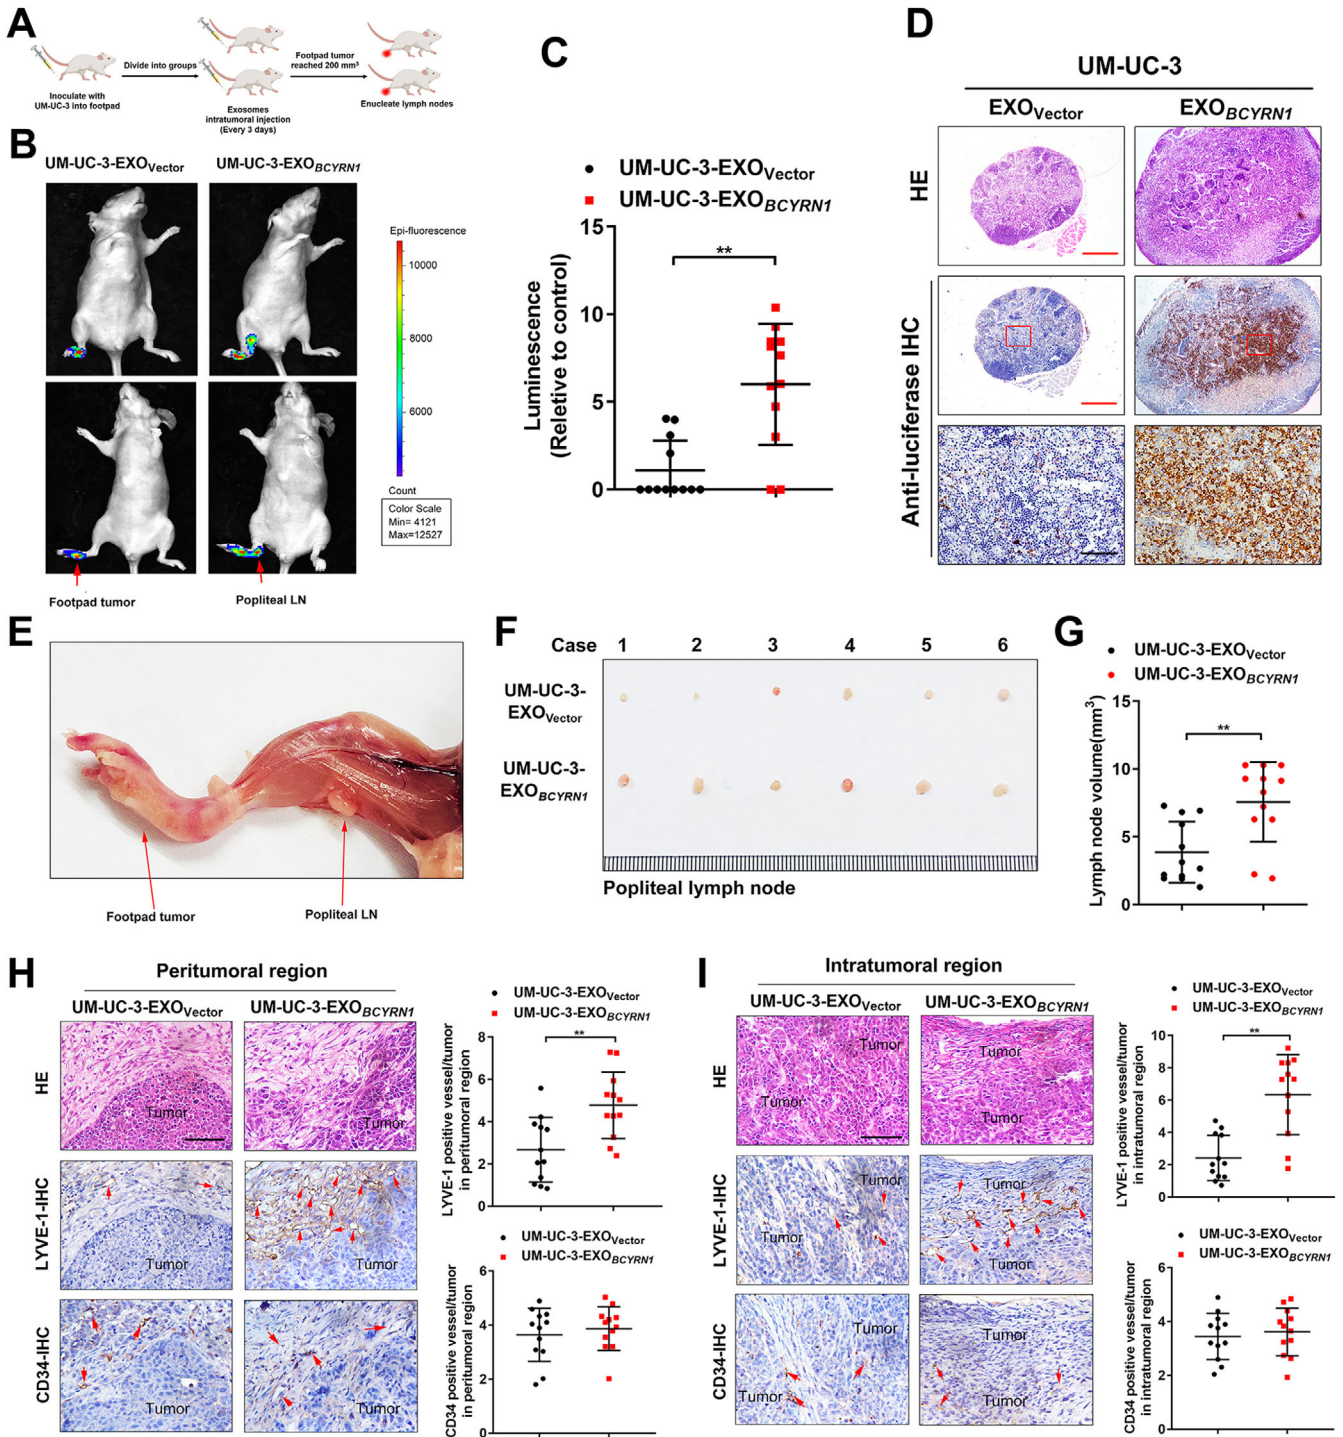 A
Inoculate with
UM-UC-3 into footpad
Divide into groups
Exosomes
intratumoral injection
(Every 3 days)
Footpad tumor
reached 200 mm³
Enucleate lymph nodes
B
UM-UC-3-EXOVector
UM-UC-3-EXOBCYRN1
Epi-fluorescence
10000
8000
6000
Count
Color Scale
Min= 4121
Max=12527
Footpad tumor
Popliteal LN
C
UM-UC-3-EXOVector
UM-UC-3-EXOBCYRN1
Luminescence
(Reletive to control)
15
10
5
0
**
D
UM-UC-3
EXOVector
EXOBCYRN1
HE
Anti-luciferase IHC
E
Footpad tumor
Popliteal LN
F
Case 1 2 3 4 5 6
UM-UC-3-
EXOVector
UM-UC-3-
EXOBCYRN1
Popliteal lymph node
G
UM-UC-3-EXOVector
UM-UC-3-EXOBCYRN1
Lymph node volume(mm³)
15
10
5
0
**
H
Peritumoral region
UM-UC-3-EXOVector
UM-UC-3-EXOBCYRN1
HE
Tumor
Tumor
LYVE-1-IHC
Tumor
Tumor
CD34-IHC
Tumor
Tumor
UM-UC-3-EXOVector
UM-UC-3-EXOBCYRN1
LYVE-1 positive vessel/tumor
in peritumoral region
8
6
4
2
0
**
UM-UC-3-EXOVector
UM-UC-3-EXOBCYRN1
CD34 positive vessel/tumor
in peritumoral region
6
4
2
0
I
Intratumoral region
UM-UC-3-EXOVector
UM-UC-3-EXOBCYRN1
HE
Tumor
Tumor
Tumor
Tumor
LYVE-1-IHC
Tumor
Tumor
Tumor
Tumor
CD34-IHC
Tumor
Tumor
Tumor
Tumor
UM-UC-3-EXOVector
UM-UC-3-EXOBCYRN1
LYVE-1 positive vessel/tumor
in intratumoral region
10
8
6
4
2
0
**
UM-UC-3-EXOVector
UM-UC-3-EXOBCYRN1
CD34 positive vessel/tumor
in intratumoral region
6
4
2
0